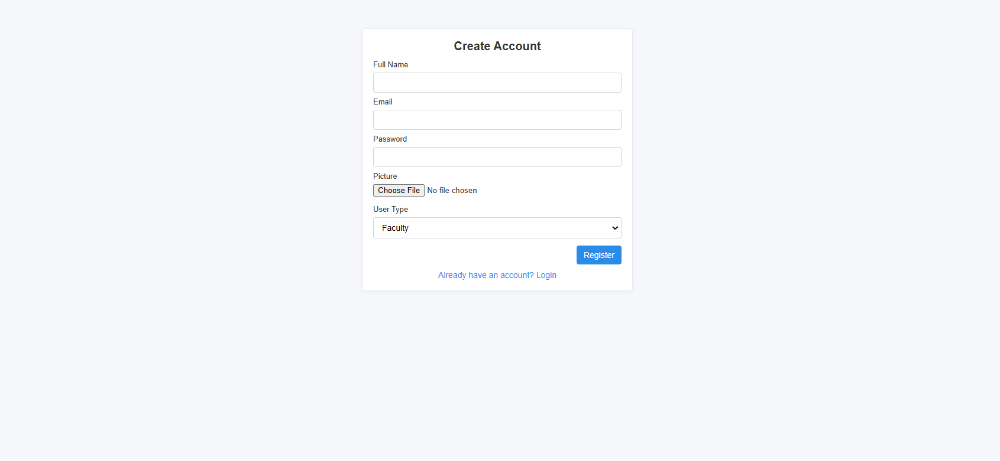 Create Account
Full Name
Email
Password
Picture
Choose File No file chosen
User Type
Faculty
Register
Already have an account? Login